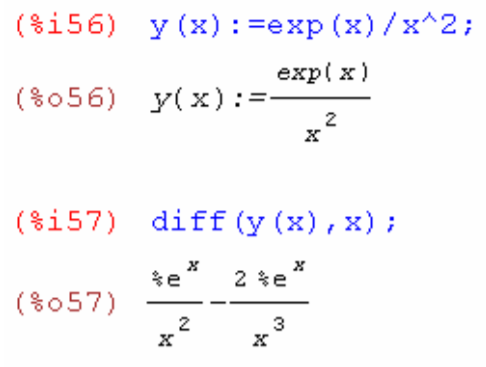 (%i56) y(x):=exp(x)/x^2;
(%o56) y(x):=exp(x)/x^2
(%i57) diff(y(x),x);
(%o57) %e^x/x^2-2 %e^x/x^3